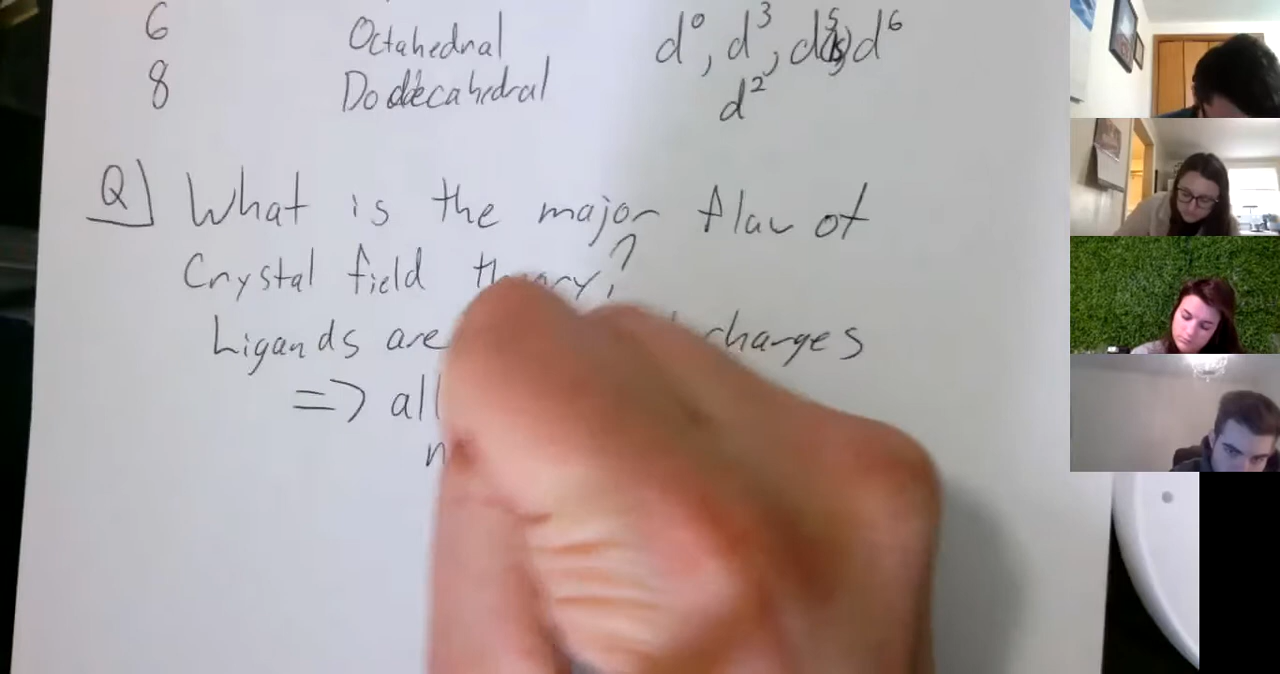 6 Octahedral d⁰, d³, d⁵, d⁶
8 Dodecahedral d²
Q] What is the major flaw of
Crystal field theory?
Ligands are charges
=> all